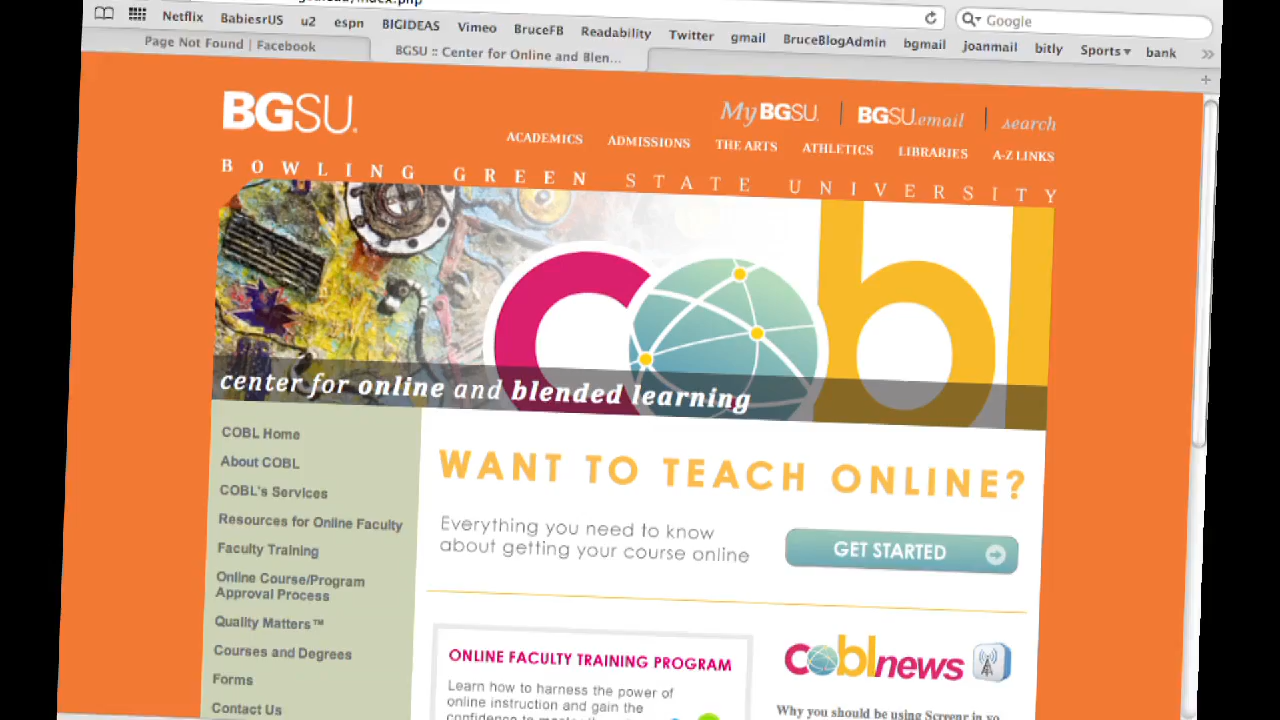 Netflix BabiesrUS u2 espn BIGIDEAS Vimeo BruceFB Readability Twitter gmail BruceBlogAdmin bgmail joanmail bitly Sports▾ bank »
Google
Page Not Found | Facebook
BGSU :: Center for Online and Blen...
BGSU.
MyBGSU. | BGSU.email | search
ACADEMICS ADMISSIONS THE ARTS ATHLETICS LIBRARIES A-Z LINKS
BOWLING GREEN STATE UNIVERSITY
cobl
center for online and blended learning
COBL Home
About COBL
COBL's Services
Resources for Online Faculty
Faculty Training
Online Course/Program
Approval Process
Quality Matters™
Courses and Degrees
Forms
Contact Us
WANT TO TEACH ONLINE?
Everything you need to know
about getting your course online
GET STARTED
ONLINE FACULTY TRAINING PROGRAM
Learn how to harness the power of
online instruction and gain the
coblnews
Why you should be using Screenr in yo